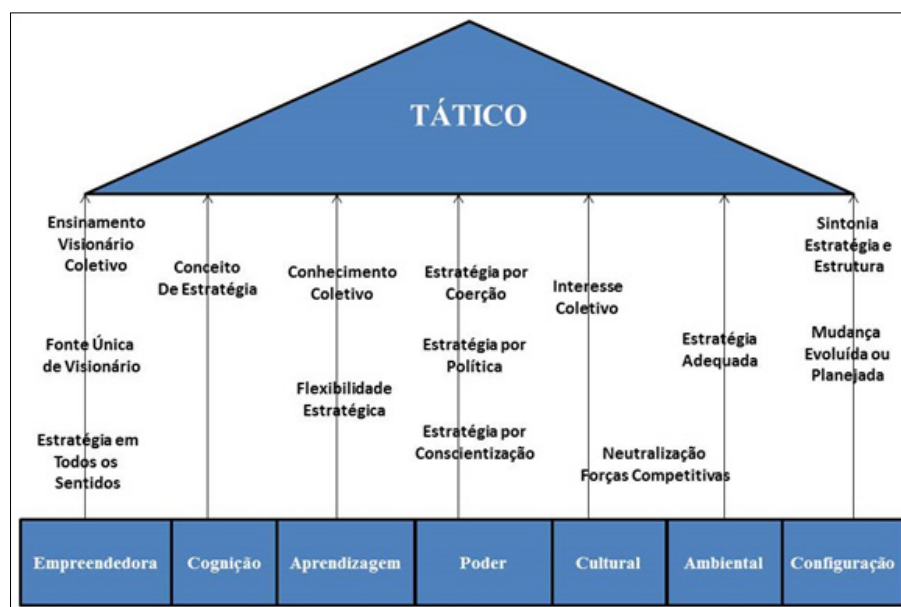 TÁTICO
Ensinamento
Visionário
Coletivo
Fonte Única
de Visionário
Estratégia em
Todos os
Sentidos
Conceito
De Estratégia
Conhecimento
Coletivo
Flexibilidade
Estratégica
Estratégia por
Coerção
Estratégia por
Política
Estratégia por
Conscientização
Interesse
Coletivo
Neutralização
Forças Competitivas
Estratégia
Adequada
Sintonia
Estratégia e
Estrutura
Mudança
Evoluída ou
Planejada
Empreendedora
Cognição
Aprendizagem
Poder
Cultural
Ambiental
Configuração